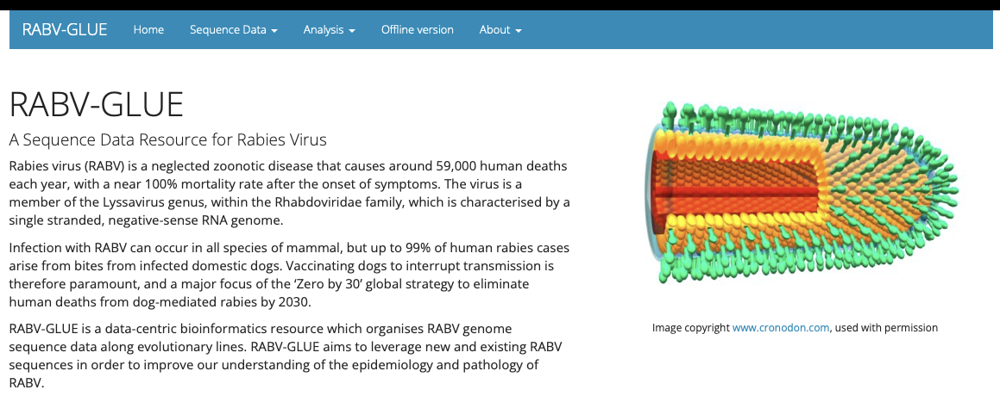 RABV-GLUE Home Sequence Data Analysis Offline version About
RABV-GLUE
A Sequence Data Resource for Rabies Virus
Rabies virus (RABV) is a neglected zoonotic disease that causes around 59,000 human deaths
each year, with a near 100% mortality rate after the onset of symptoms. The virus is a
member of the Lyssavirus genus, within the Rhabdoviridae family, which is characterised by a
single stranded, negative-sense RNA genome.
Infection with RABV can occur in all species of mammal, but up to 99% of human rabies cases
arise from bites from infected domestic dogs. Vaccinating dogs to interrupt transmission is
therefore paramount, and a major focus of the ‘Zero by 30’ global strategy to eliminate
human deaths from dog-mediated rabies by 2030.
RABV-GLUE is a data-centric bioinformatics resource which organises RABV genome
sequence data along evolutionary lines. RABV-GLUE aims to leverage new and existing RABV
sequences in order to improve our understanding of the epidemiology and pathology of
RABV.
Image copyright www.cronodon.com, used with permission